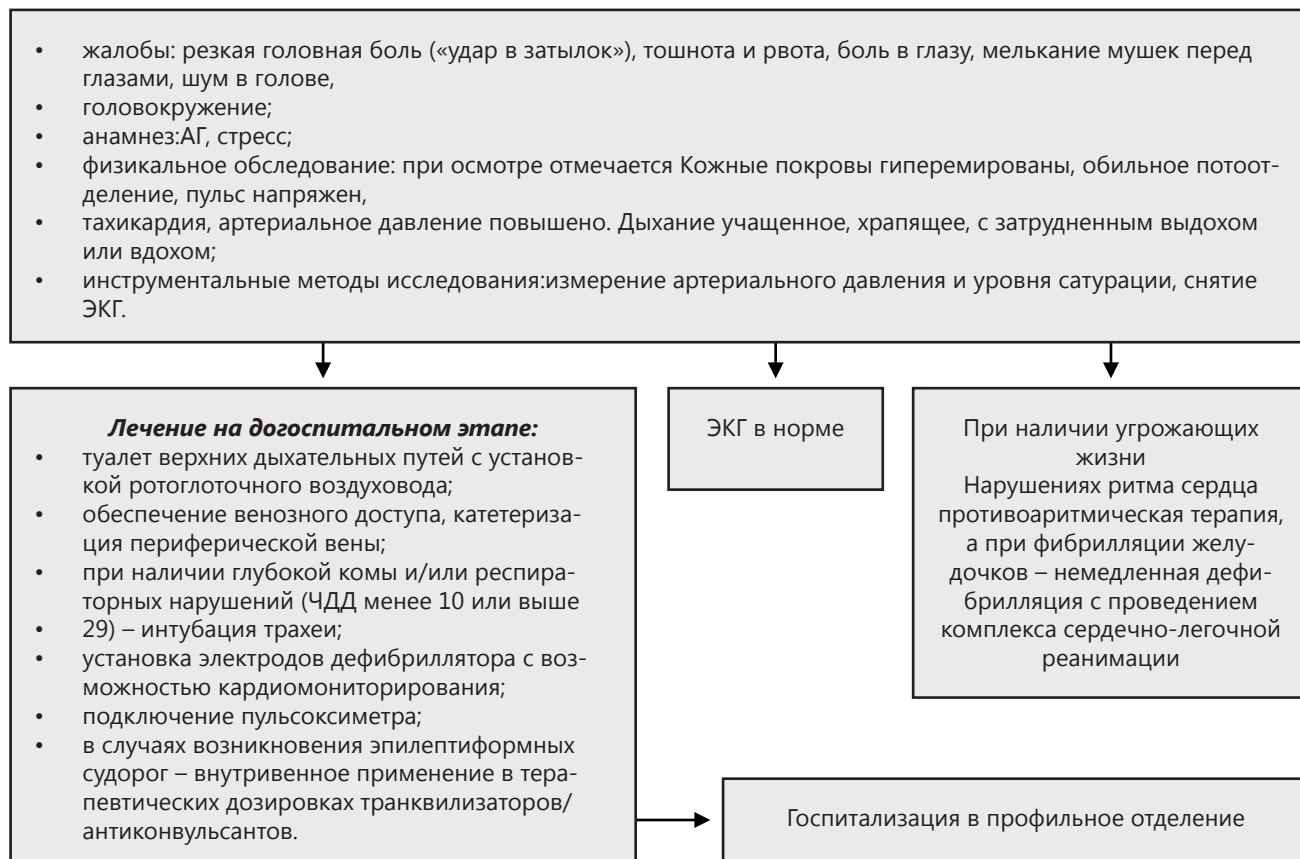 • жалобы: резкая головная боль («удар в затылок»), тошнота и рвота, боль в глазу, мелькание мушек перед
глазами, шум в голове,
• головокружение;
• анамнез:АГ, стресс;
• физикальное обследование: при осмотре отмечается Кожные покровы гиперемированы, обильное потоот-
деление, пульс напряжен,
• тахикардия, артериальное давление повышено. Дыхание учащенное, храпящее, с затрудненным выдохом
или вдохом;
• инструментальные методы исследования:измерение артериального давления и уровня сатурации, снятие
ЭКГ.
Лечение на догоспитальном этапе:
• туалет верхних дыхательных путей с установ-
кой ротоглоточного воздуховода;
• обеспечение венозного доступа, катетериза-
ция периферической вены;
• при наличии глубокой комы и/или респира-
торных нарушений (ЧДД менее 10 или выше
• 29) – интубация трахеи;
• установка электродов дефибриллятора с воз-
можностью кардиомониторирования;
• подключение пульсоксиметра;
• в случаях возникновения эпилептиформных
судорог – внутривенное применение в тера-
певтических дозировках транквилизаторов/
антиконвульсантов.
ЭКГ в норме
При наличии угрожающих
жизни
Нарушениях ритма сердца
противоаритмическая терапия,
а при фибрилляции желу-
дочков – немедленная дефи-
брилляция с проведением
комплекса сердечно-легочной
реанимации
Госпитализация в профильное отделение